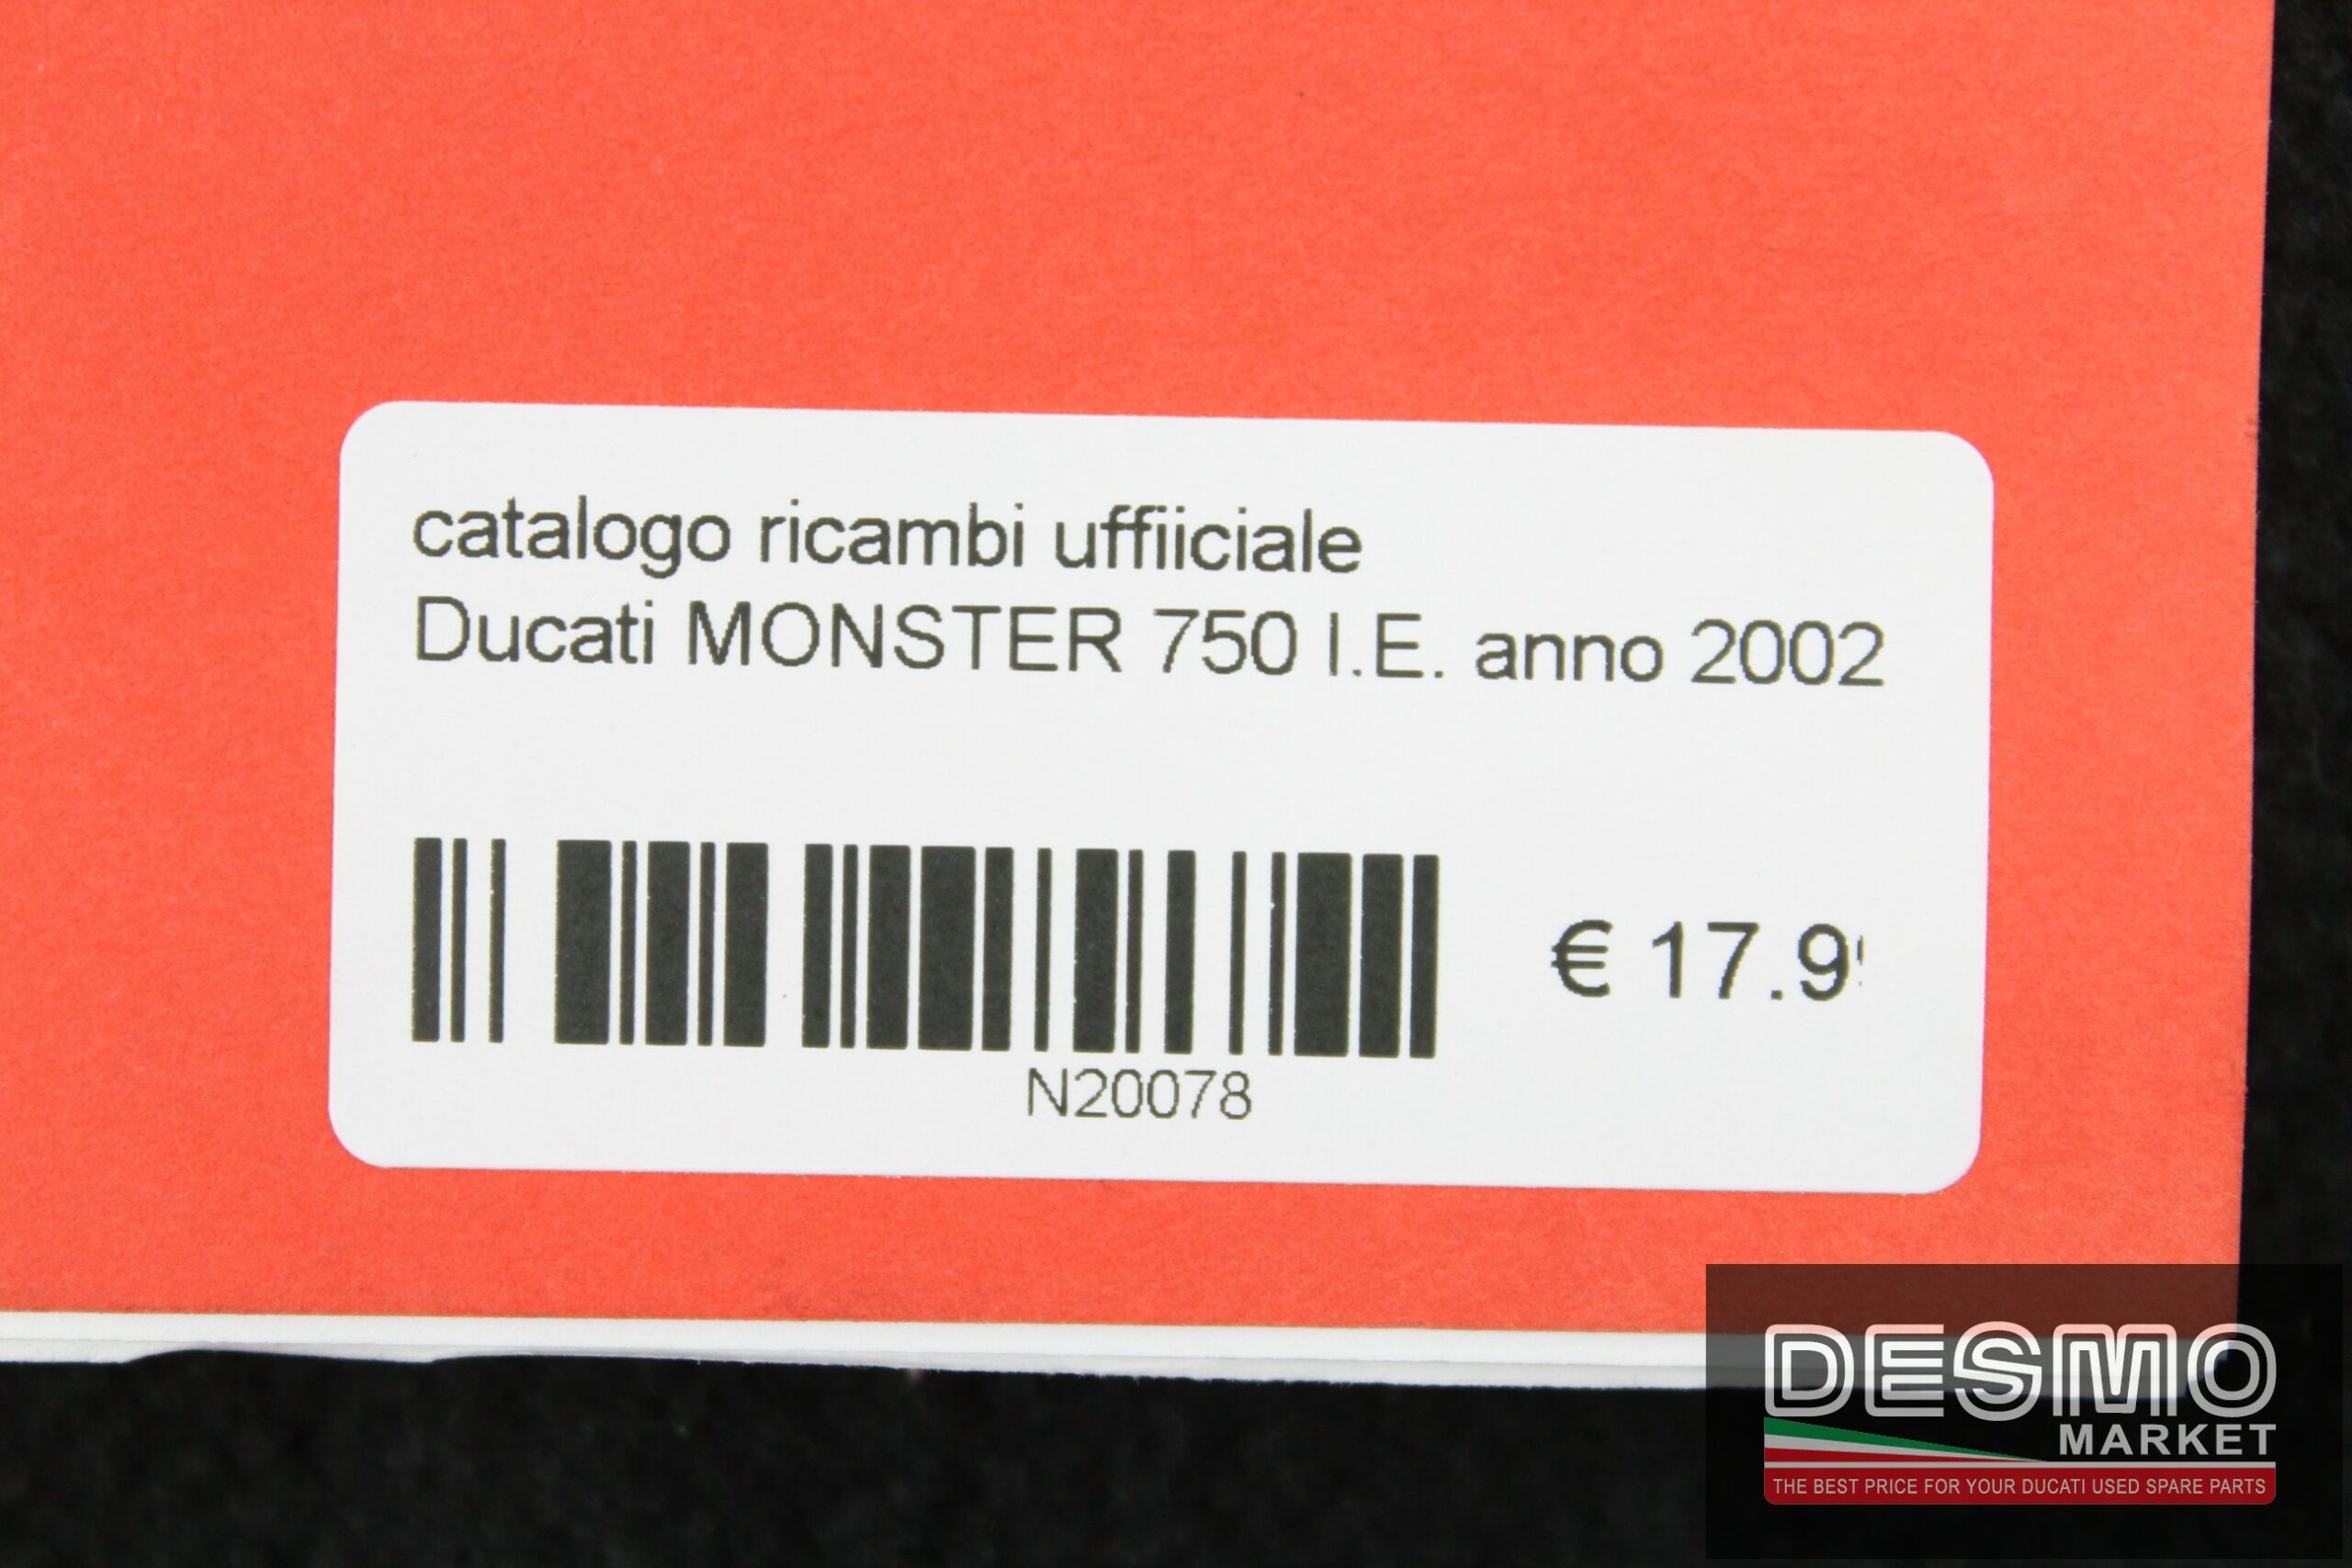 catalogo ricambi uffiiciale
Ducati MONSTER 750 I.E. anno 2002
€ 17.9
N20078
DESMO
MARKET
THE BEST PRICE FOR YOUR DUCATI USED SPARE PARTS